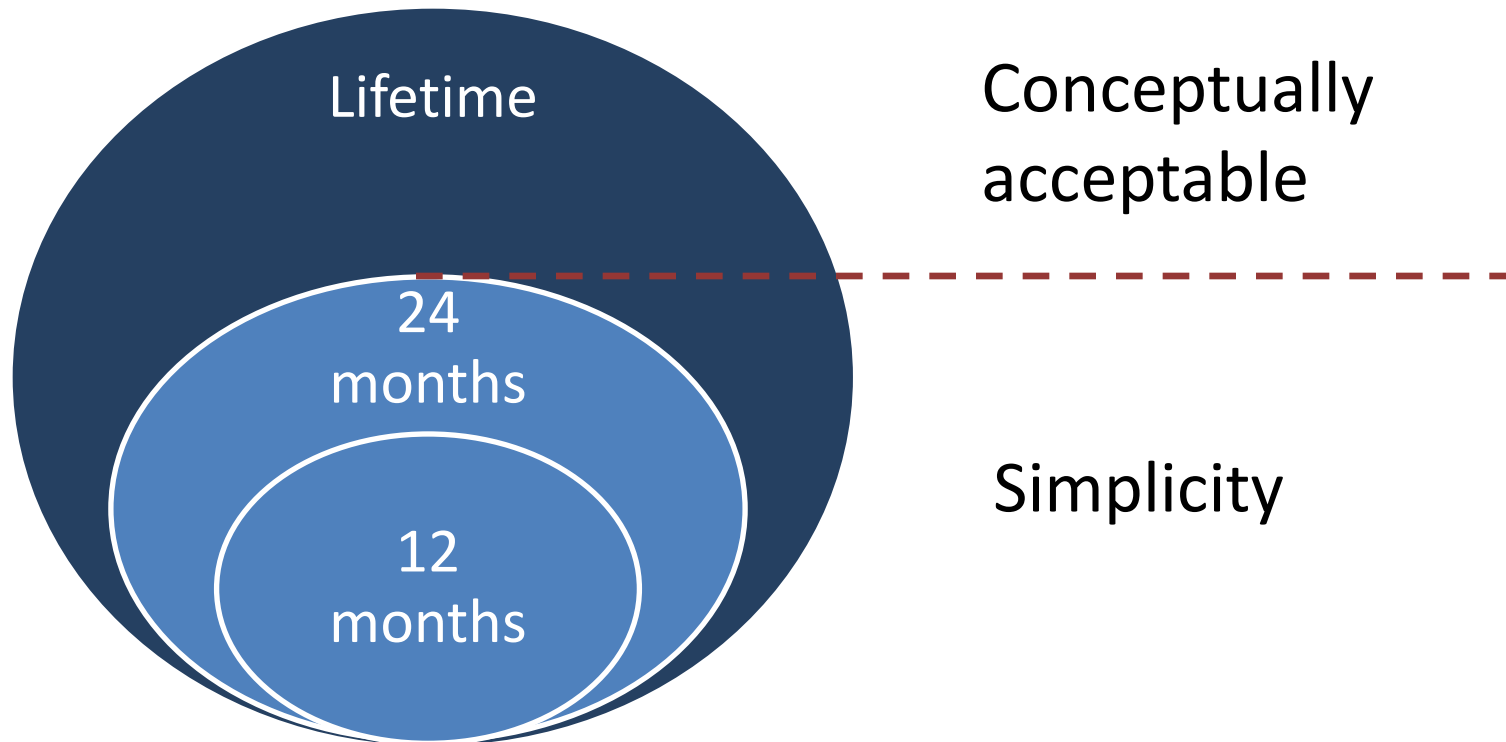 Lifetime
Conceptually
acceptable
24
months
Simplicity
12
months